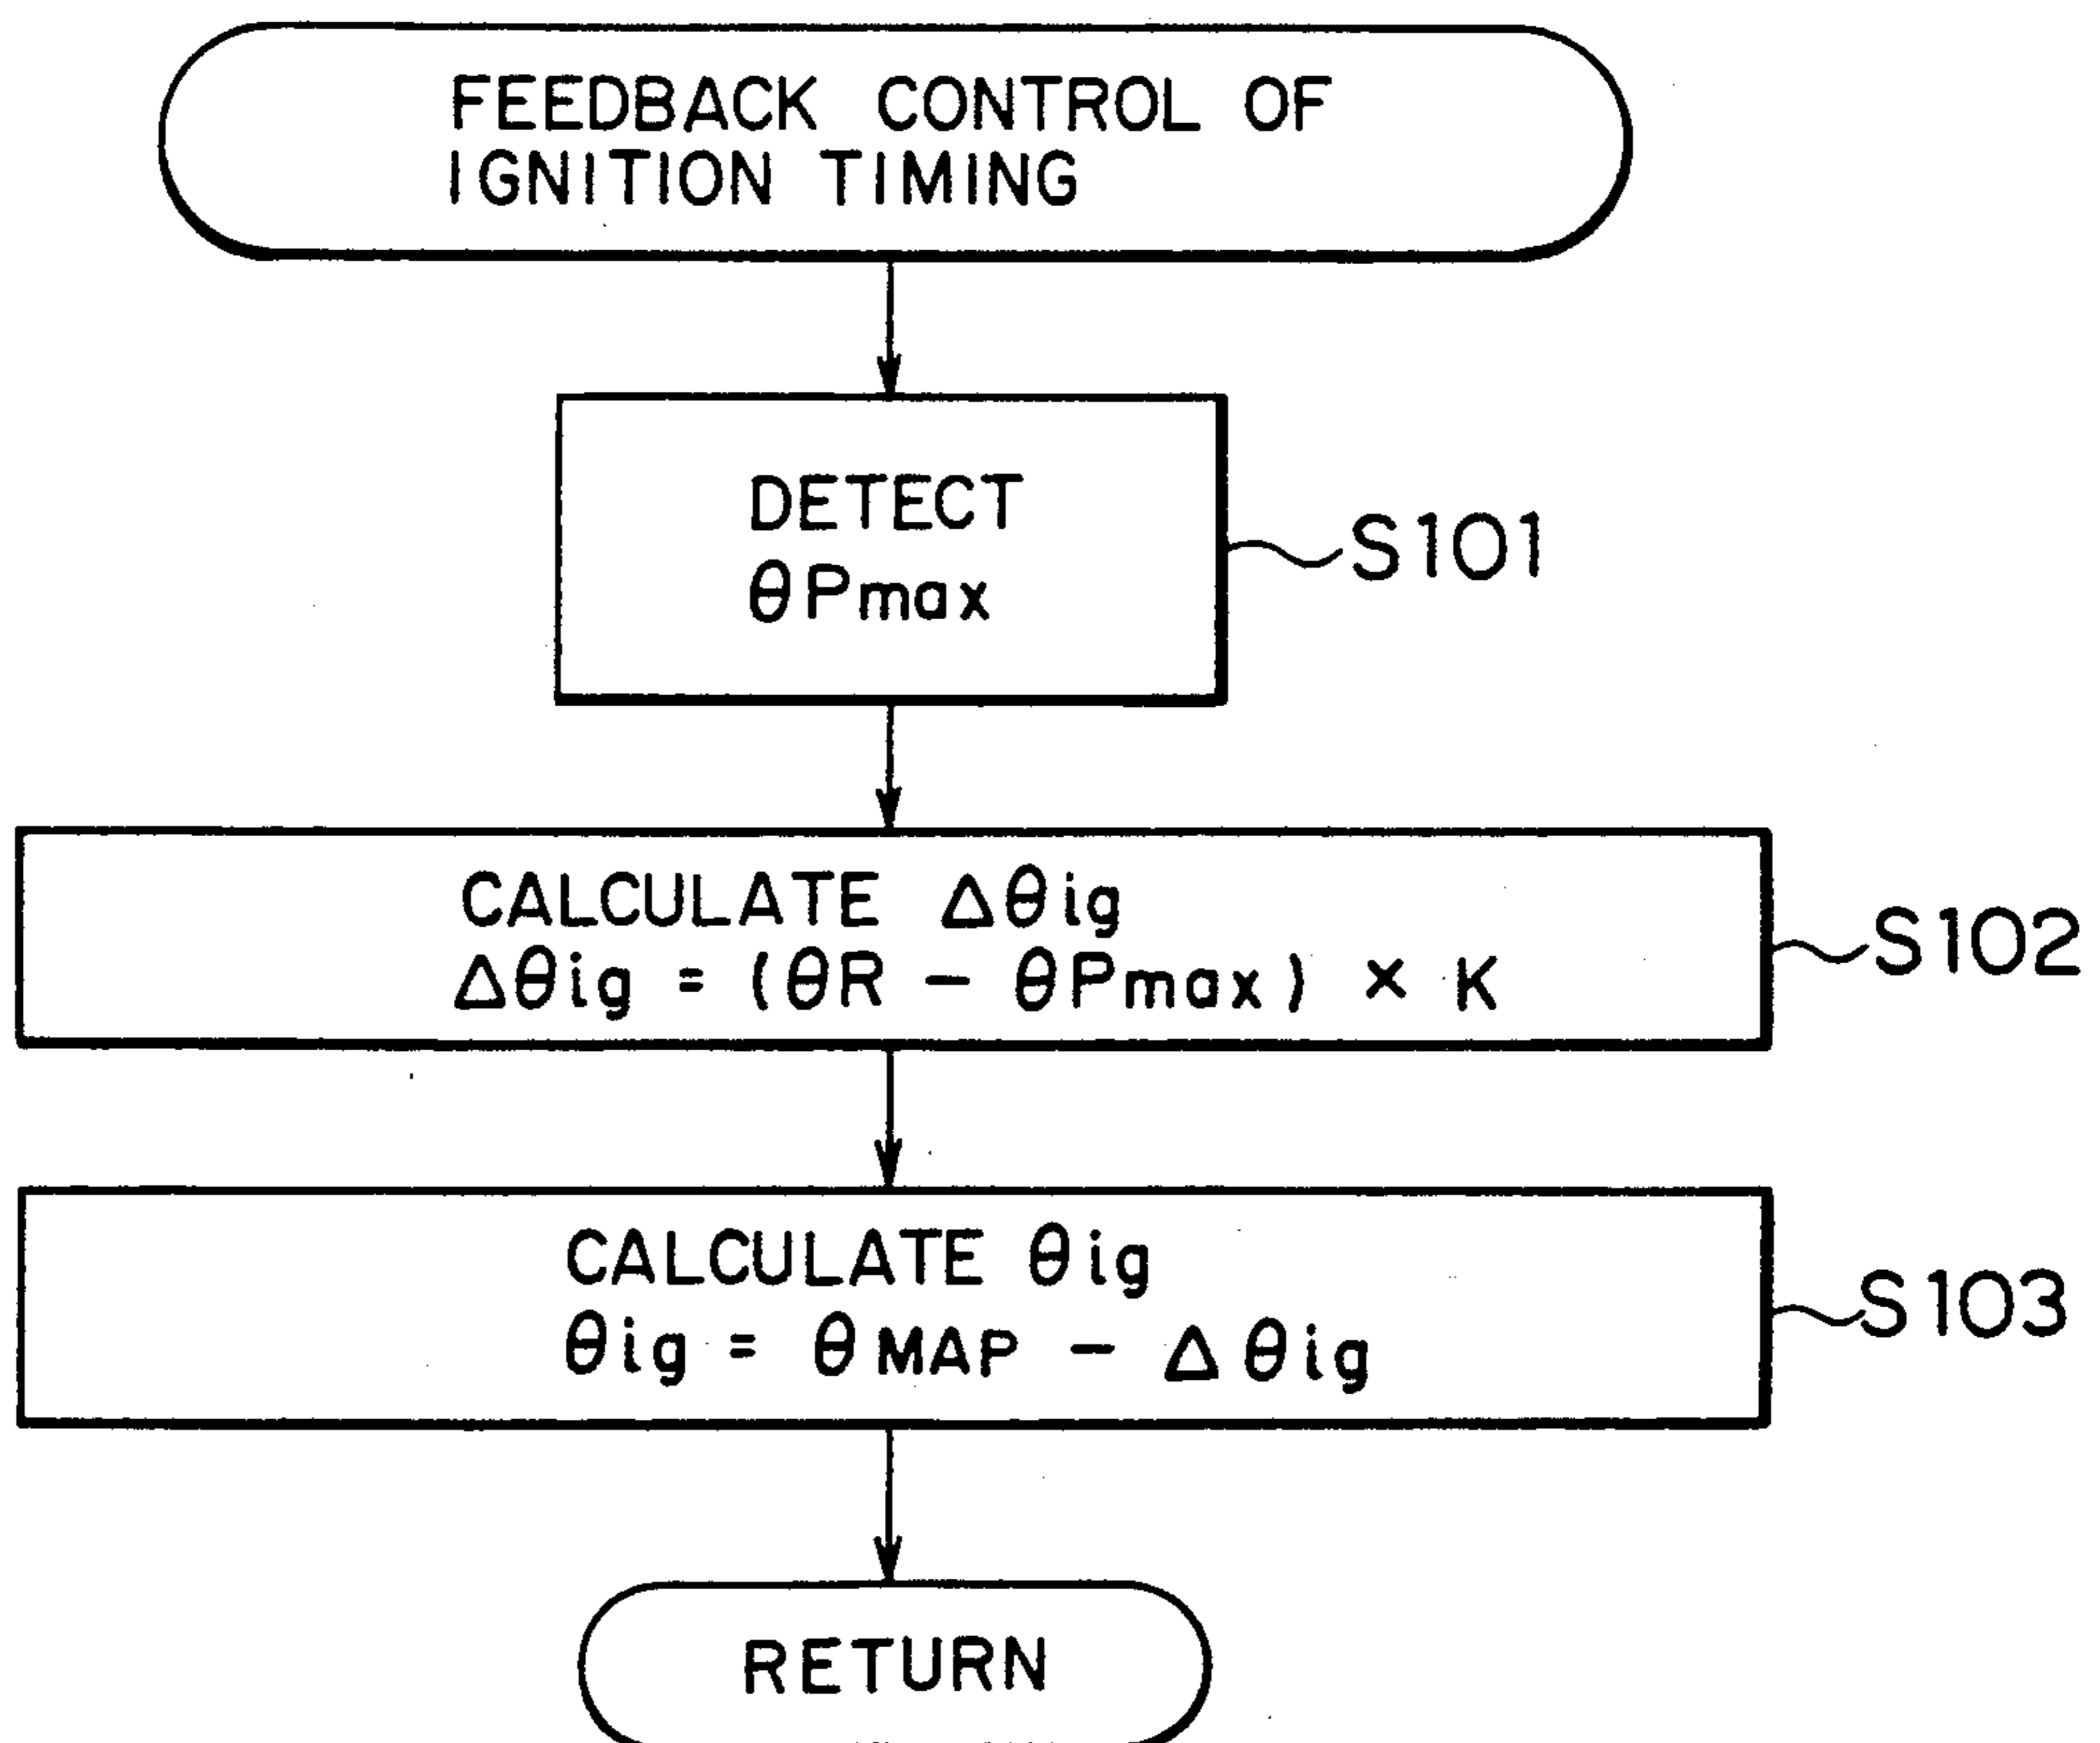 FEEDBACK CONTROL OF
IGNITION TIMING
DETECT
θPmax
S101
CALCULATE Δθig
Δθig = (θR − θPmax) × K
S102
CALCULATE θig
θig = θMAP − Δθig
S103
RETURN